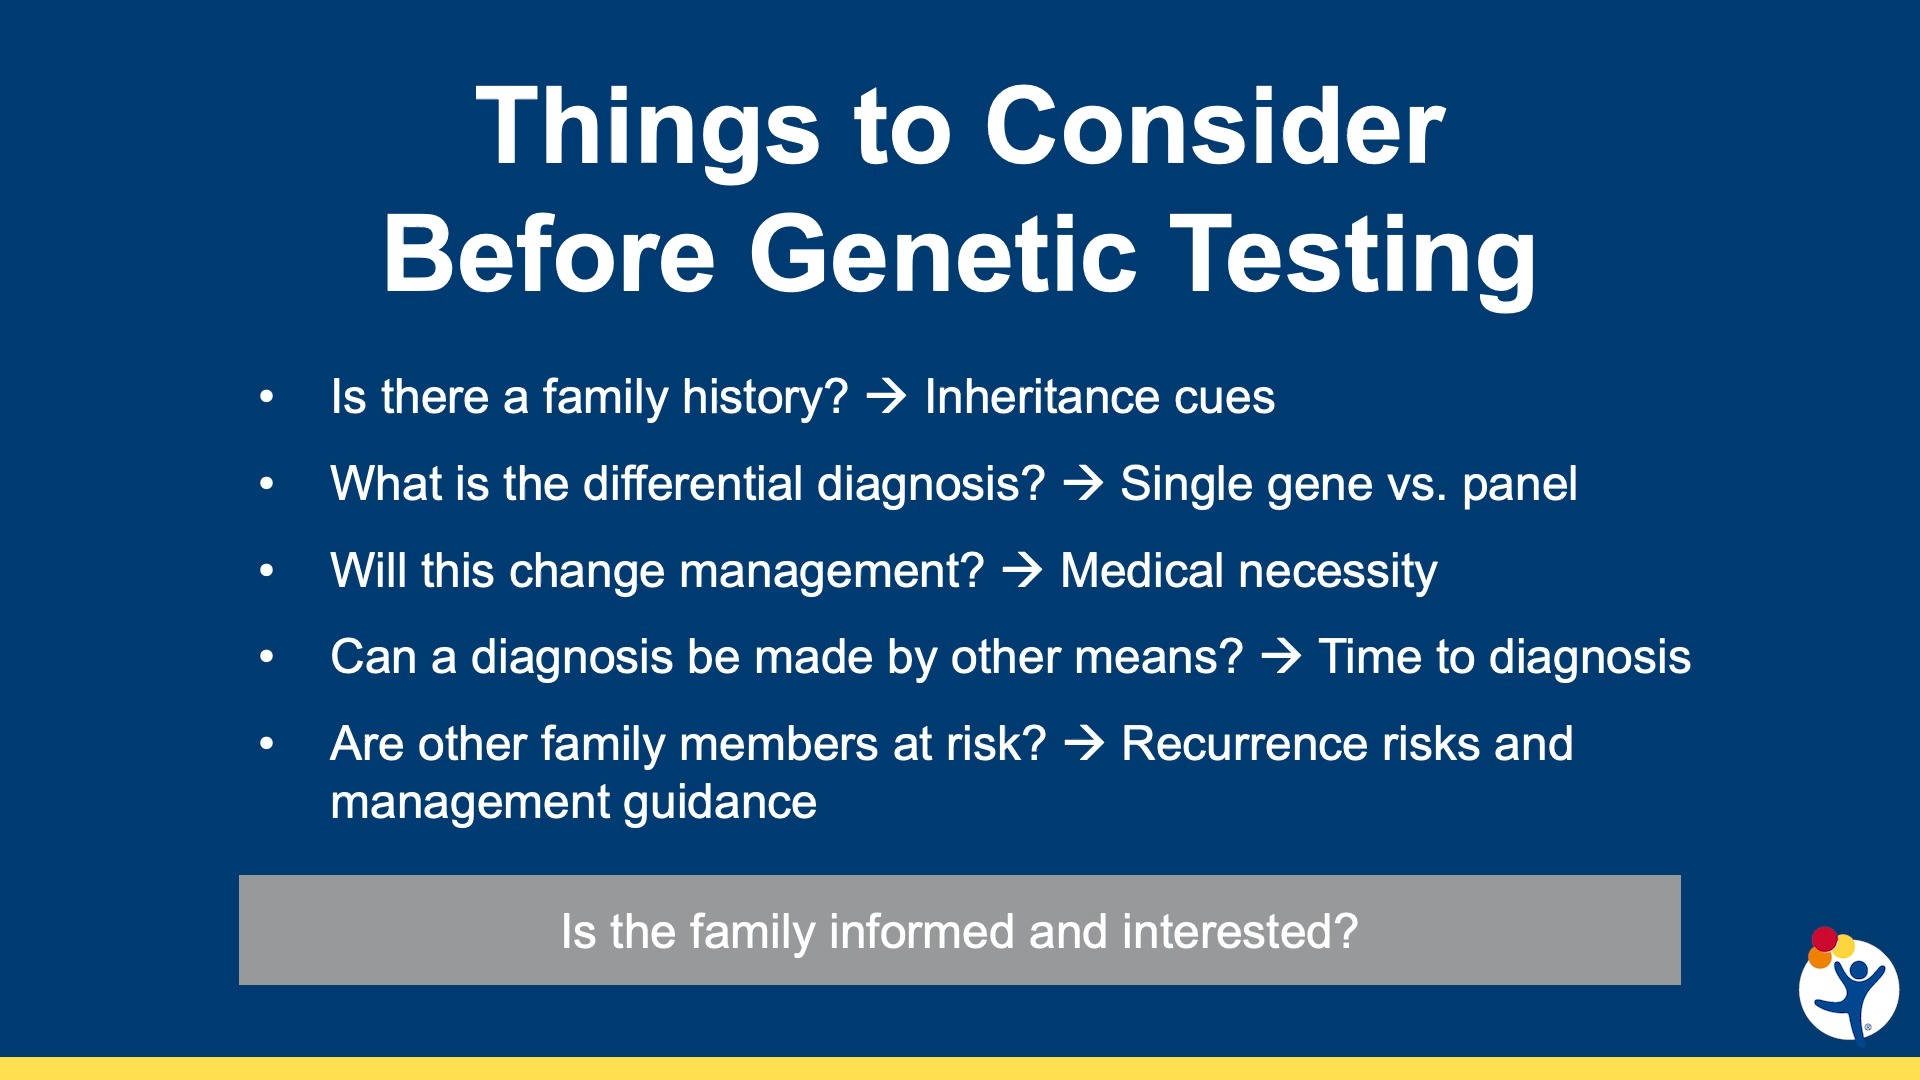 Things to Consider
Before Genetic Testing
• Is there a family history? → Inheritance cues
• What is the differential diagnosis? → Single gene vs. panel
• Will this change management? → Medical necessity
• Can a diagnosis be made by other means? → Time to diagnosis
• Are other family members at risk? → Recurrence risks and
management guidance
Is the family informed and interested?
®